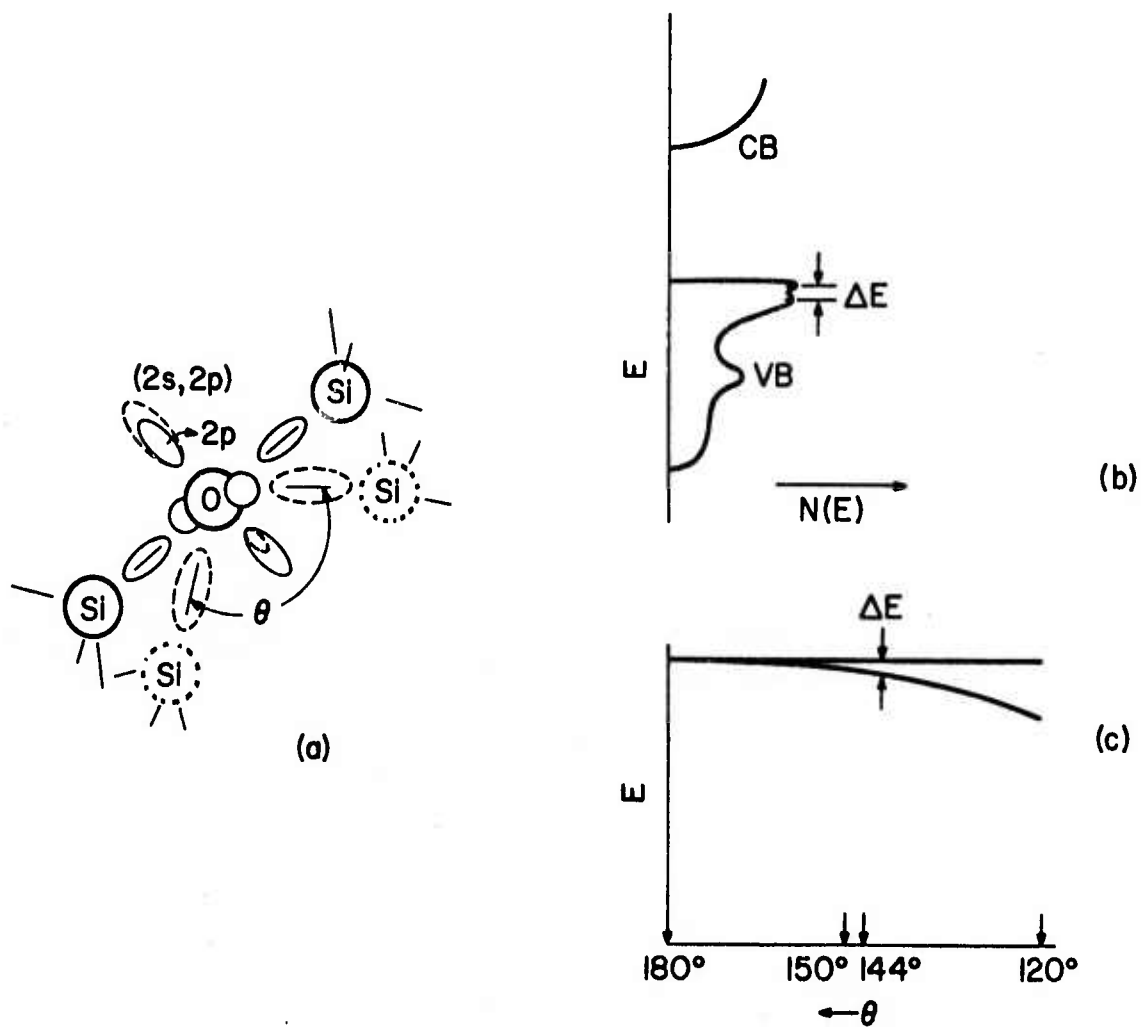 (2s, 2p)
2p
Si
O
Si
Si
Si
θ
(a)
E
CB
ΔE
VB
N(E)
(b)
ΔE
E
(c)
180° 150° 144° 120°
←θ